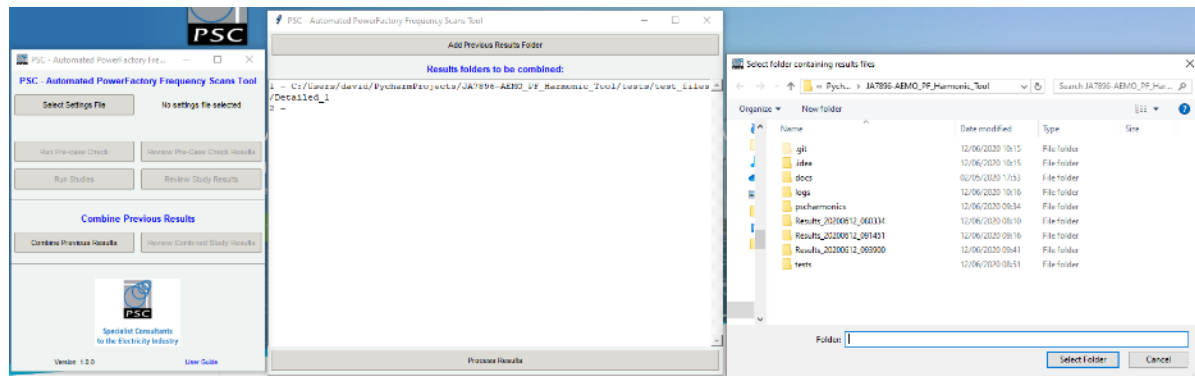 PSC
PSC - Automated PowerFactory Fre...
PSC - Automated PowerFactory Frequency Scans Tool
Select Settings File
No settings file selected
Run Pre-case Check
Review Pre-Case Check Results
Run Studies
Review Study Results
Combine Previous Results
Combine Previous Results
Review Combined Study Results
PSC
Specialist Consultants
to the Electricity Industry
Version 1.0.0
User Guide
PSC - Automated PowerFactory Frequency Scans Tool
Add Previous Results Folder
Results folders to be combined:
1 - C:/Users/david/PycharmProjects/JA7896-AEMO_PF_Harmonic_Tool/tests/test_files
/Detailed_1
2 -
Process Results
Select folder containing results files
« Pych... > JA7896-AEMO_PF_Harmonic_Tool
Search JA7896-AEMO_PF_Har...
Organize
New folder
Name Date modified Type Size
.git 12/06/2020 10:15 File folder
.idea 12/06/2020 10:15 File folder
docs 02/05/2020 17:53 File folder
logs 12/06/2020 10:16 File folder
pscharmonics 12/06/2020 09:34 File folder
Results_20200612_080334 12/06/2020 08:10 File folder
Results_20200612_091451 12/06/2020 09:16 File folder
Results_20200612_093900 12/06/2020 09:41 File folder
tests 12/06/2020 08:51 File folder
Folder:
Select Folder
Cancel